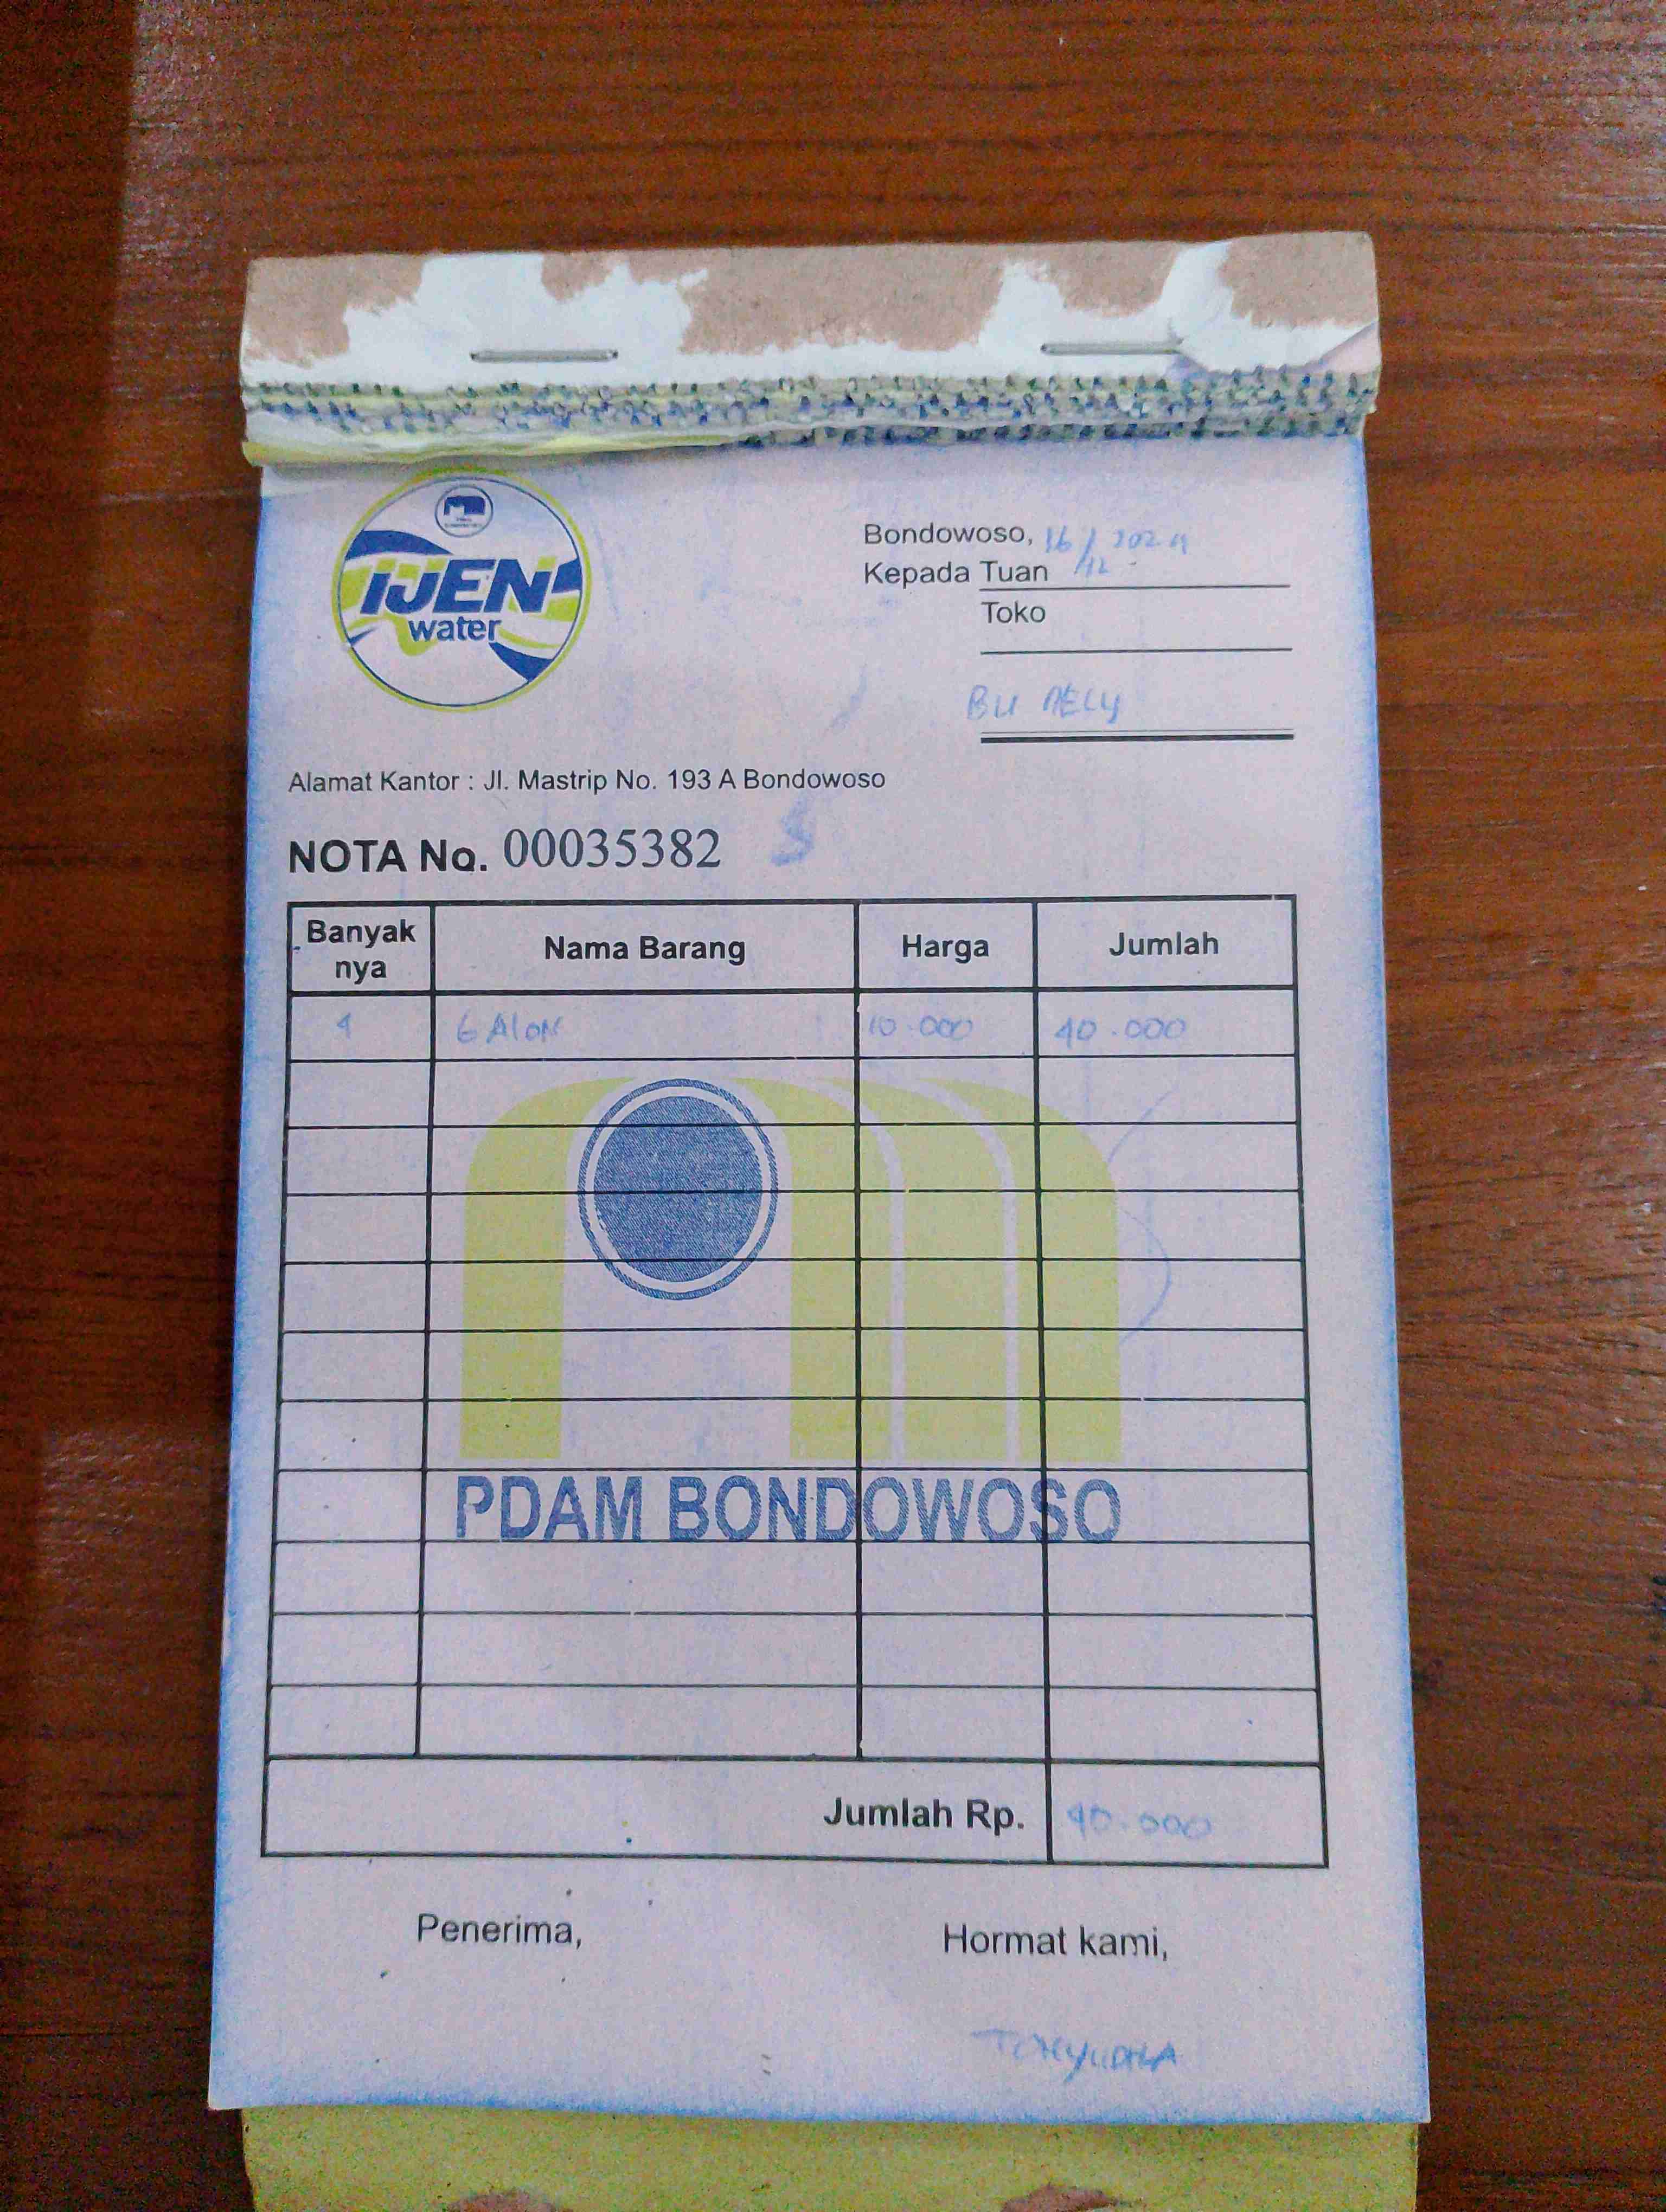 IJEN
water
Bondowoso, 16/12 - 2024
Kepada Tuan
Toko
BU NELY
Alamat Kantor : Jl. Mastrip No. 193 A Bondowoso
NOTA No. 00035382
Banyak nya Nama Barang Harga Jumlah
4 GAlON 10.000 40.000
PDAM BONDOWOSO
Jumlah Rp. 40.000
Penerima, Hormat kami,